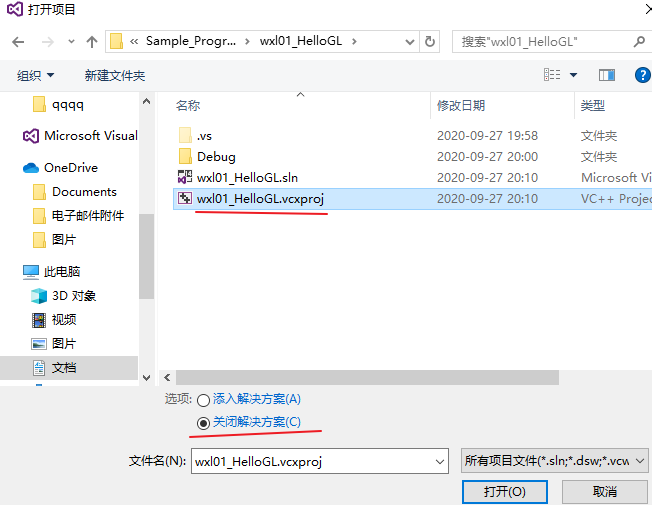 打开项目
« Sample_Progr... › wxl01_HelloGL ›
搜索"wxl01_HelloGL"
组织 新建文件夹
qqqq
Microsoft Visual
OneDrive
Documents
电子邮件附件
图片
此电脑
3D 对象
视频
图片
文档
名称 修改日期 类型
.vs 2020-09-27 19:58 文件夹
Debug 2020-09-27 20:00 文件夹
wxl01_HelloGL.sln 2020-09-27 20:10 Microsoft Vi
wxl01_HelloGL.vcxproj 2020-09-27 20:10 VC++ Proje
选项: 添入解决方案(A)
关闭解决方案(C)
文件名(N): wxl01_HelloGL.vcxproj 所有项目文件(*.sln;*.dsw;*.vcw
打开(O) 取消